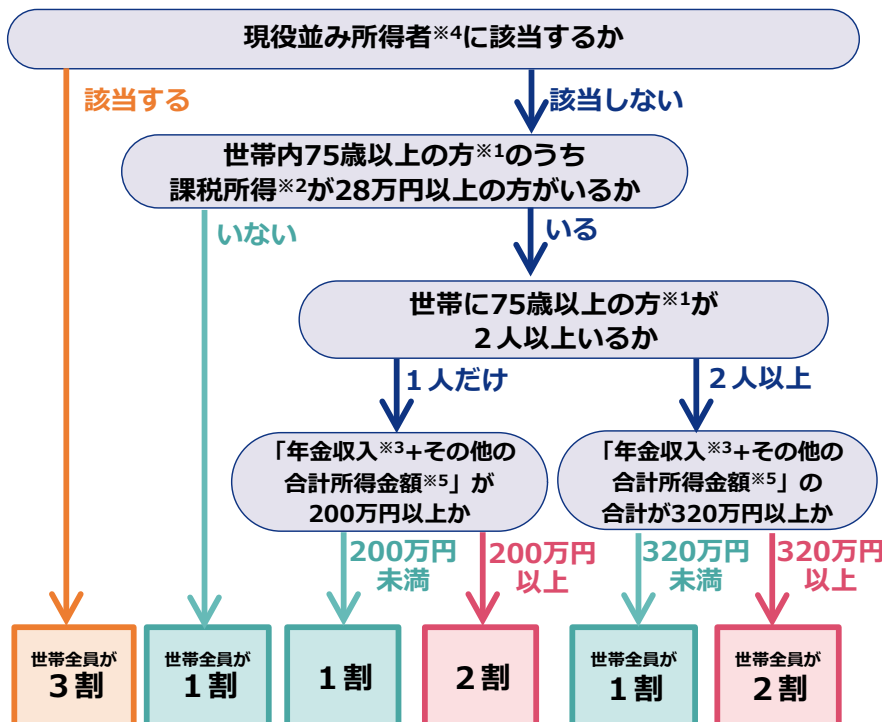 現役並み所得者※4に該当するか
該当する
該当しない
世帯内75歳以上の方※1のうち
課税所得※2が28万円以上の方がいるか
いない
いる
世帯に75歳以上の方※1が
２人以上いるか
１人だけ
２人以上
「年金収入※3+その他の
合計所得金額※5」が
200万円以上か
「年金収入※3+その他の
合計所得金額※5」の
合計が320万円以上か
200万円
未満
200万円
以上
320万円
未満
320万円
以上
世帯全員が
３割
世帯全員が
１割
１割
２割
世帯全員が
１割
世帯全員が
２割